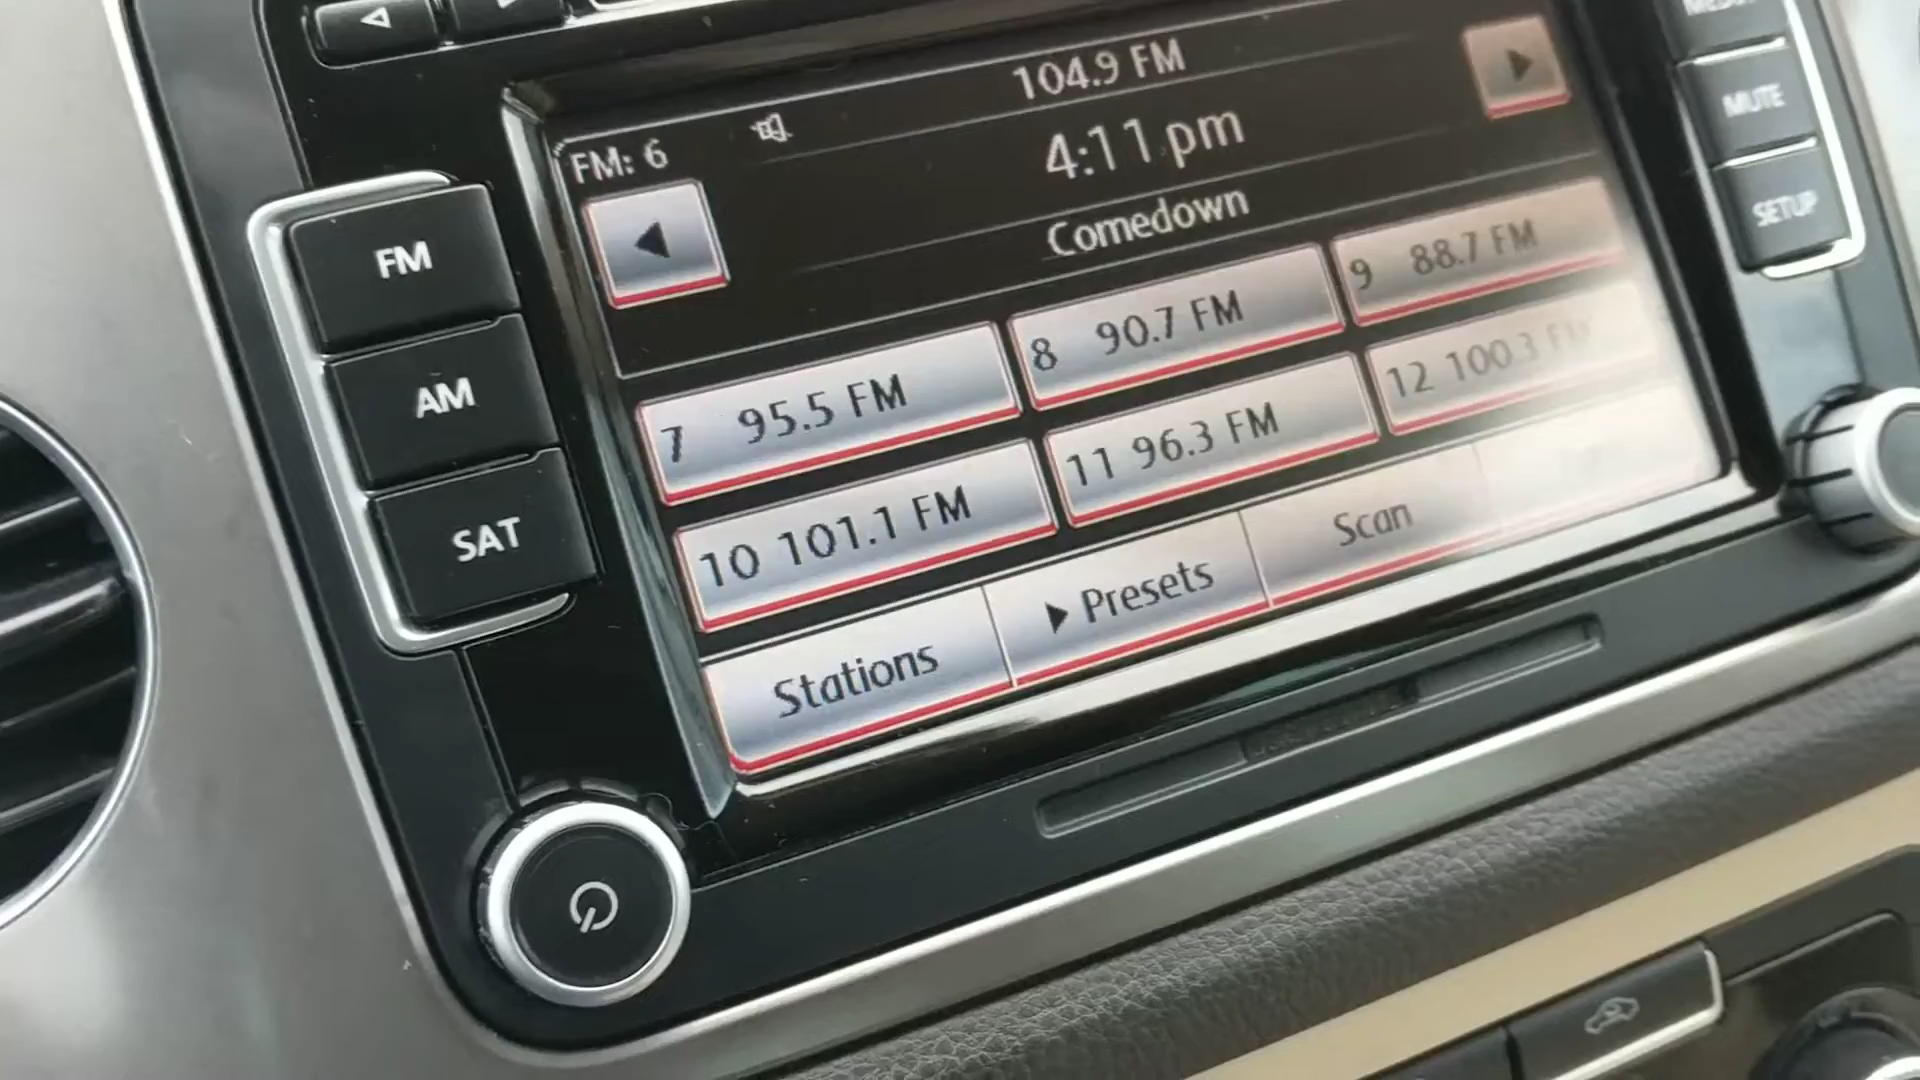 104.9 FM
FM: 6
4:11 pm
Comedown
7 95.5 FM
8 90.7 FM
9 88.7 FM
10 101.1 FM
11 96.3 FM
12 100.3 FM
Stations
Presets
Scan
FM
AM
SAT
MUTE
SETUP